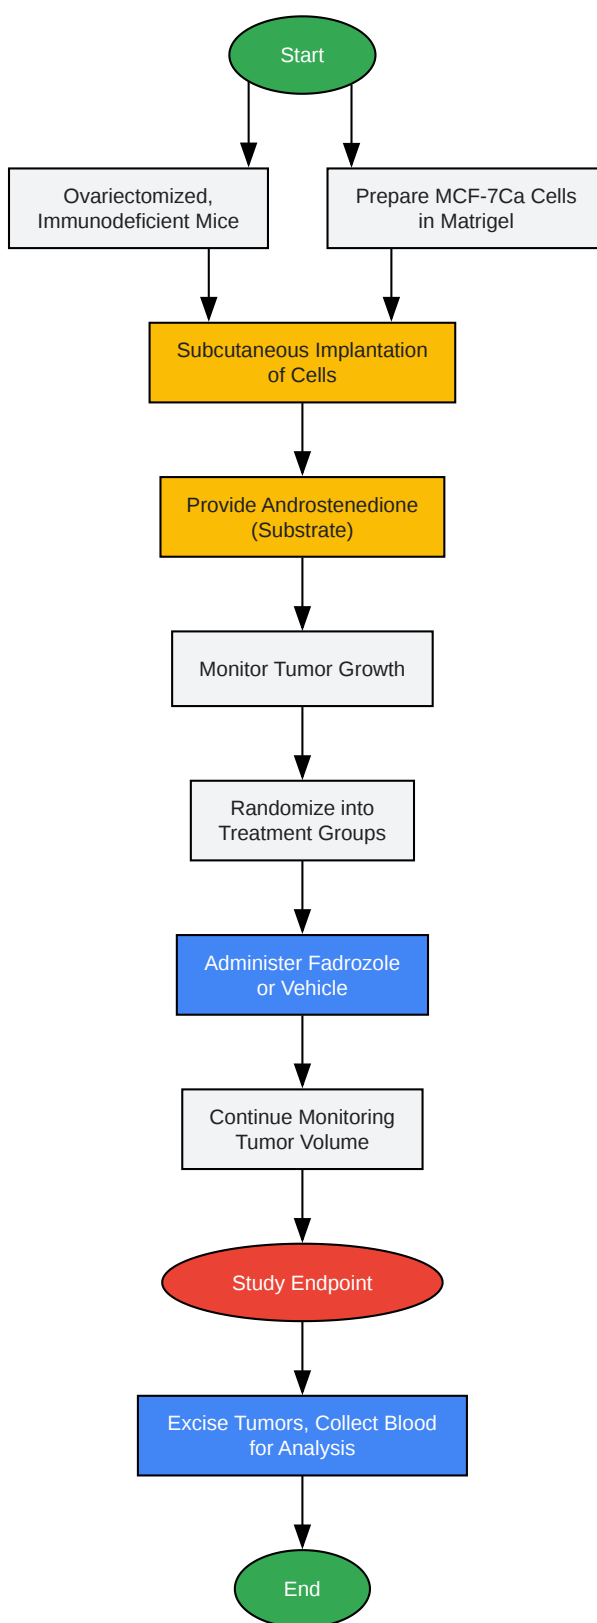 Start
Ovariectomized,
Immunodeficient Mice
Prepare MCF-7Ca Cells
in Matrigel
Subcutaneous Implantation
of Cells
Provide Androstenedione
(Substrate)
Monitor Tumor Growth
Randomize into
Treatment Groups
Administer Fadrozole
or Vehicle
Continue Monitoring
Tumor Volume
Study Endpoint
Excise Tumors, Collect Blood
for Analysis
End